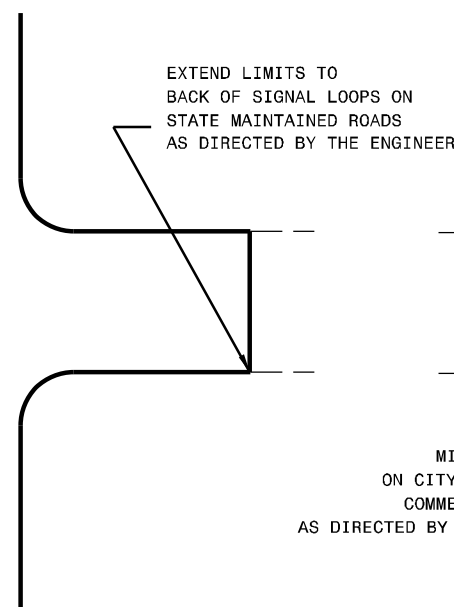 EXTEND LIMITS TO
BACK OF SIGNAL LOOPS ON
STATE MAINTAINED ROADS
AS DIRECTED BY THE ENGINEER
MI
ON CITY
COMME
AS DIRECTED BY